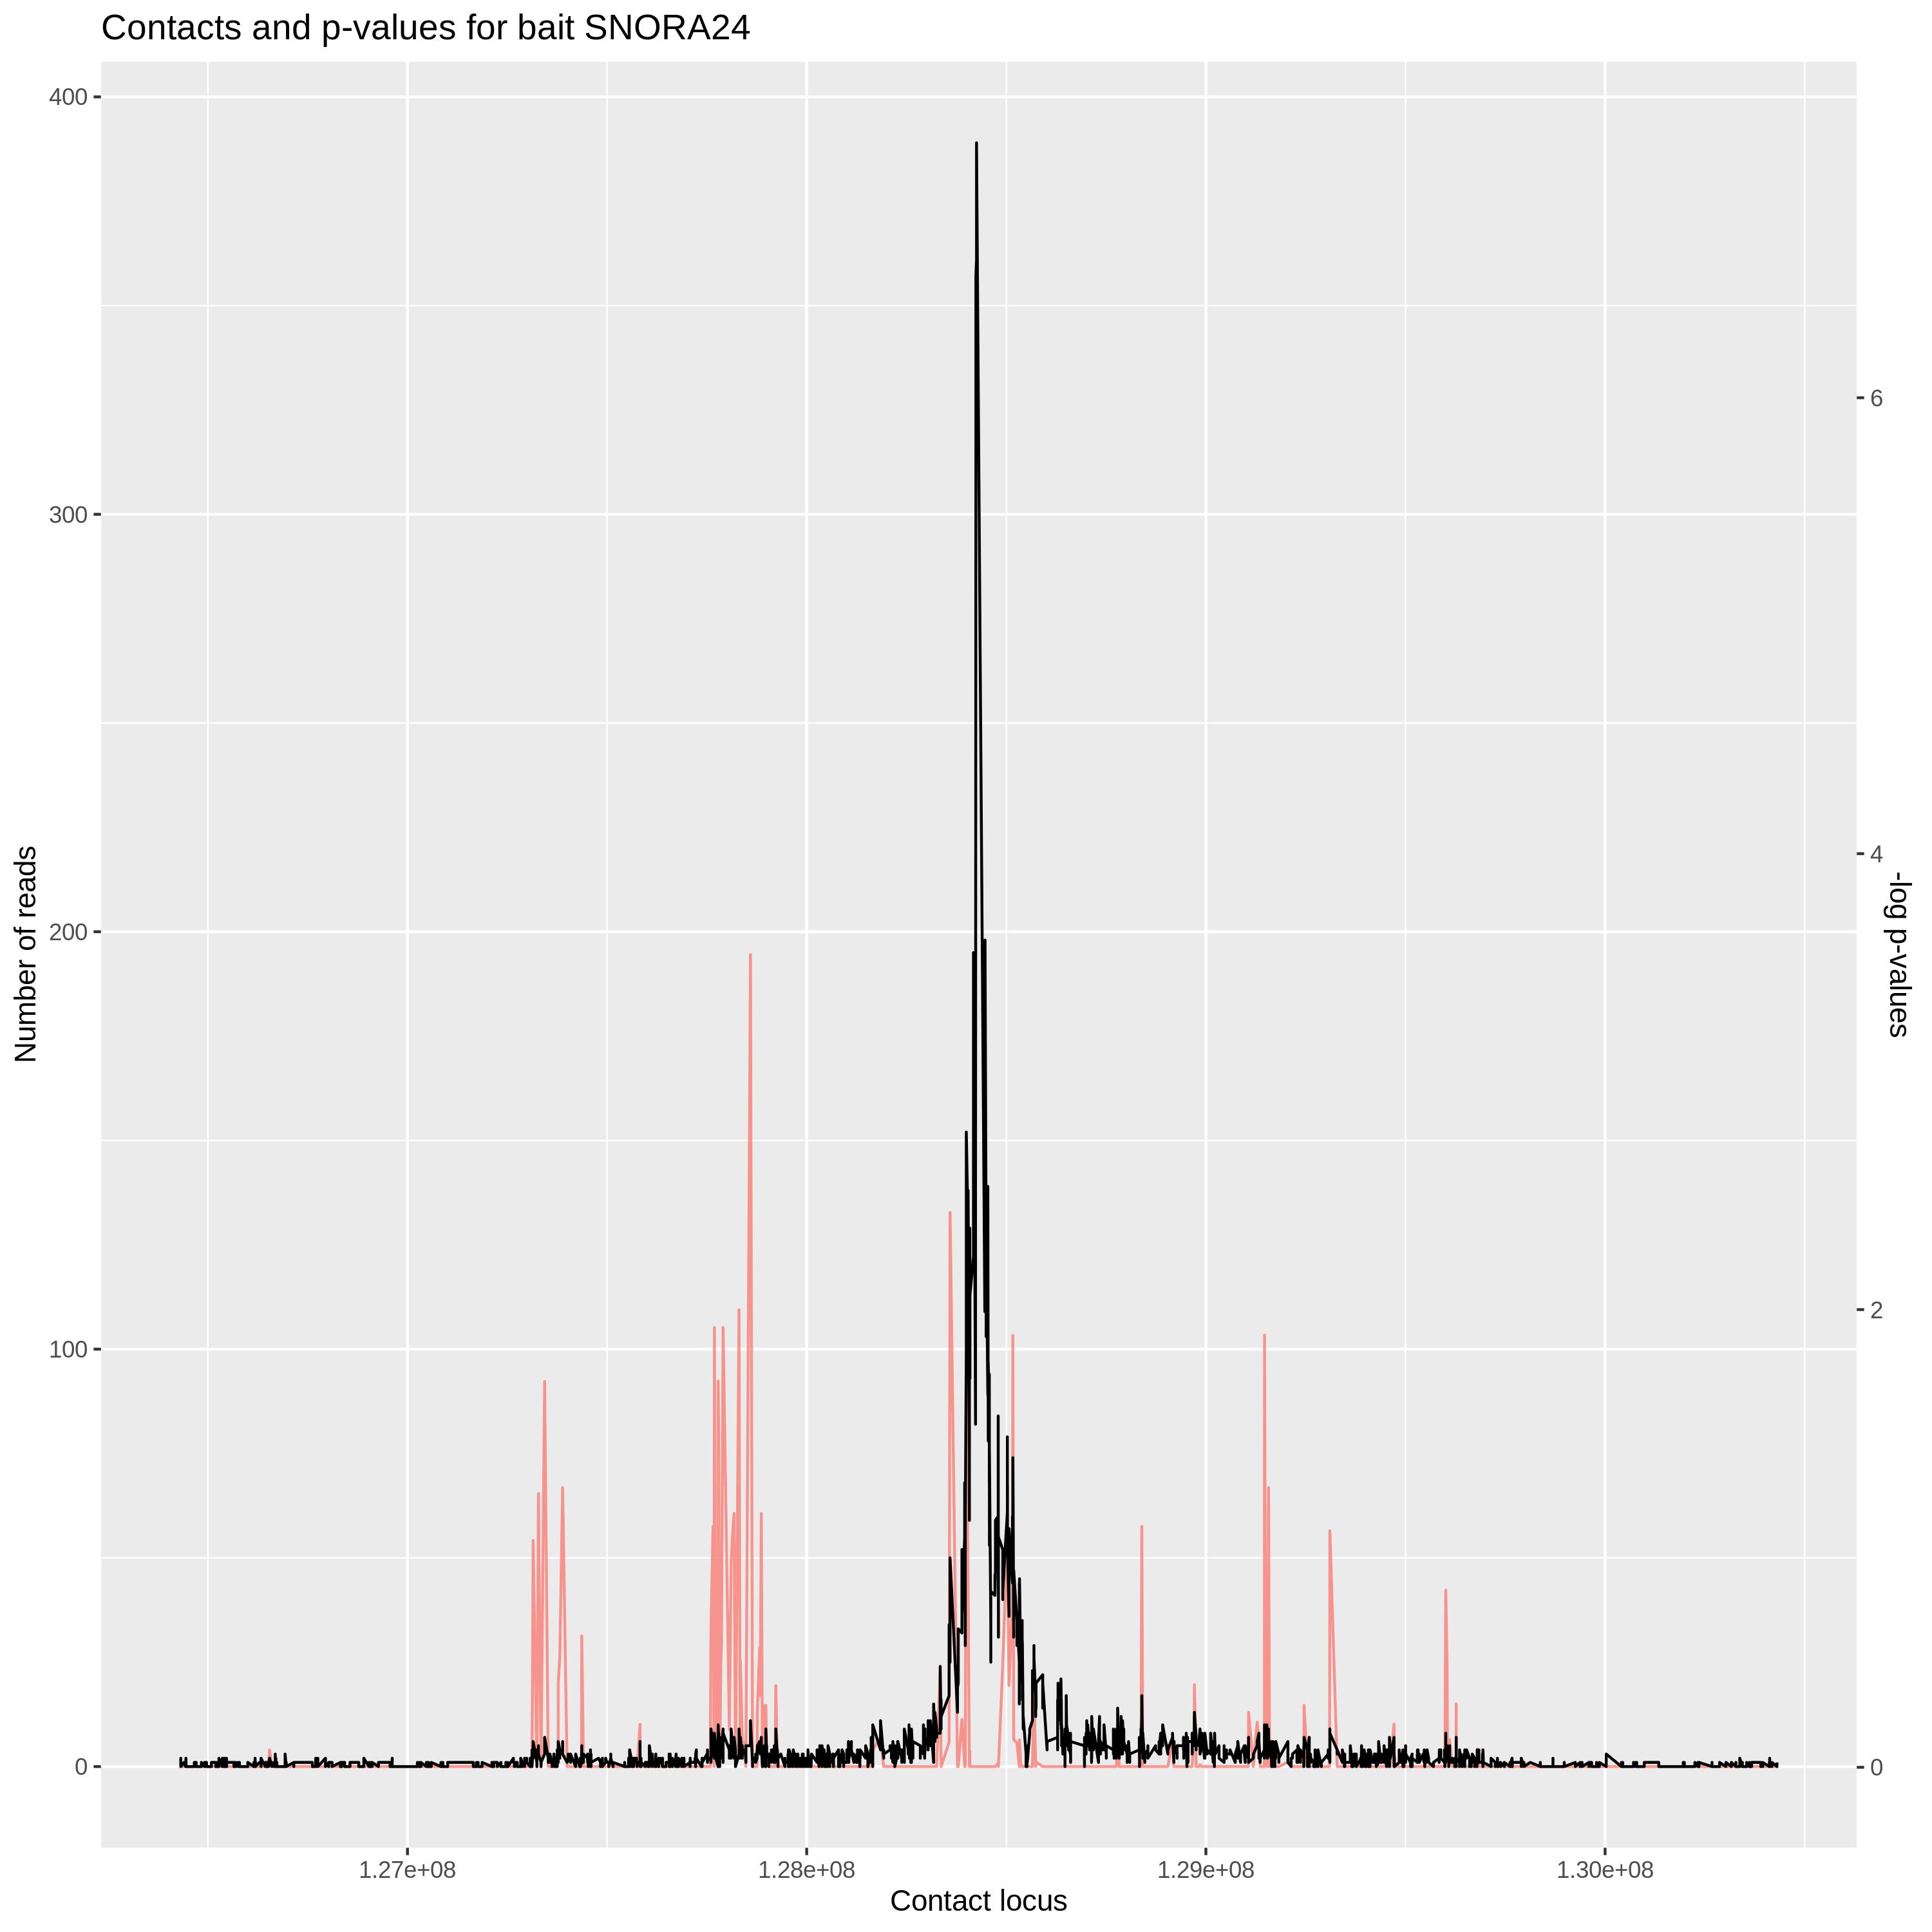 Contacts and p-values for bait SNORA24
400
300
200
100
0
Number of reads
6
4
2
0
-log p-values
1.27e+08
1.28e+08
1.29e+08
1.30e+08
Contact locus